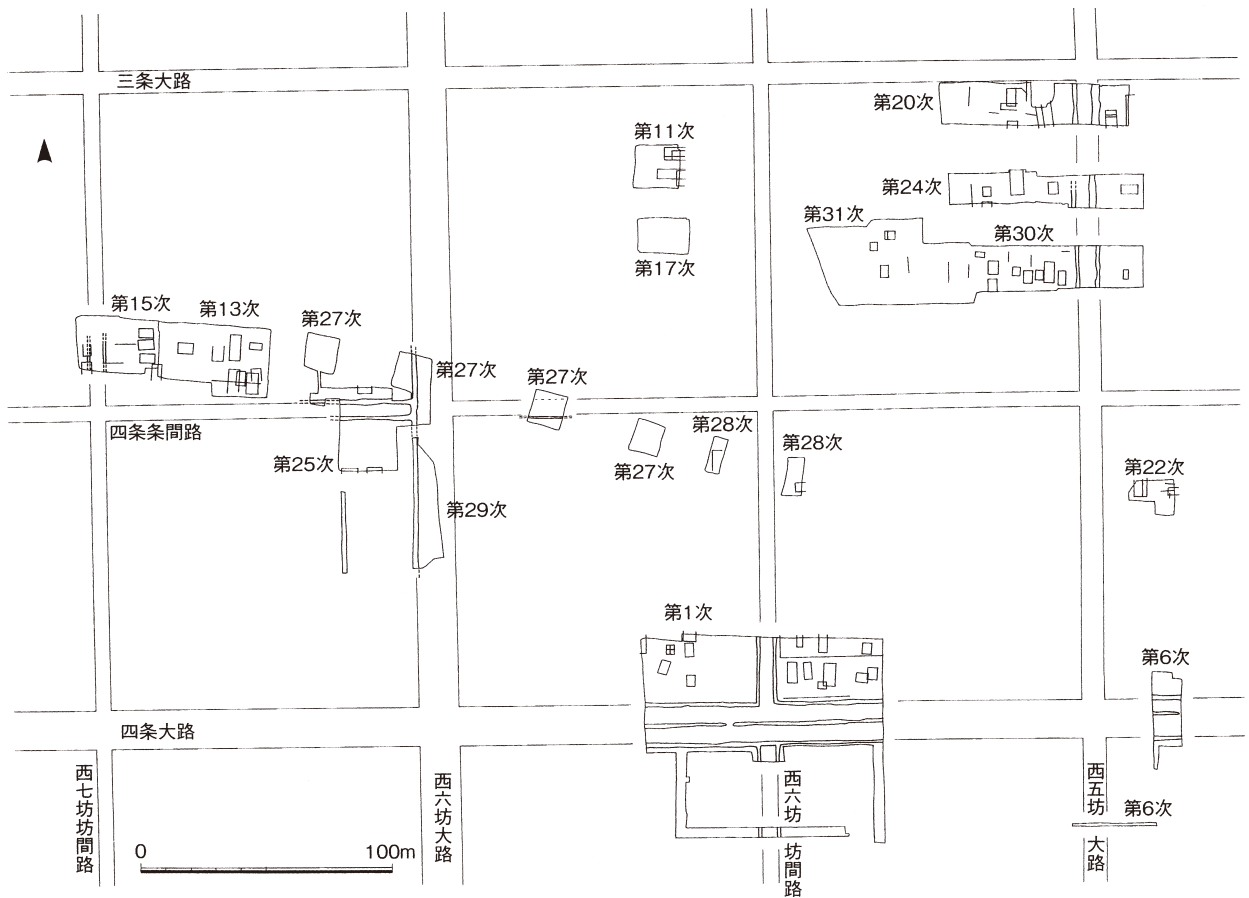 三条大路
第20次
第11次
第24次
第31次
第30次
第17次
第15次
第13次
第27次
第27次
第27次
四条条間路
第28次
第28次
第27次
第25次
第22次
第29次
第1次
第6次
四条大路
西七坊坊間路
西六坊大路
西六坊坊間路
西五坊大路
第6次
0
100m